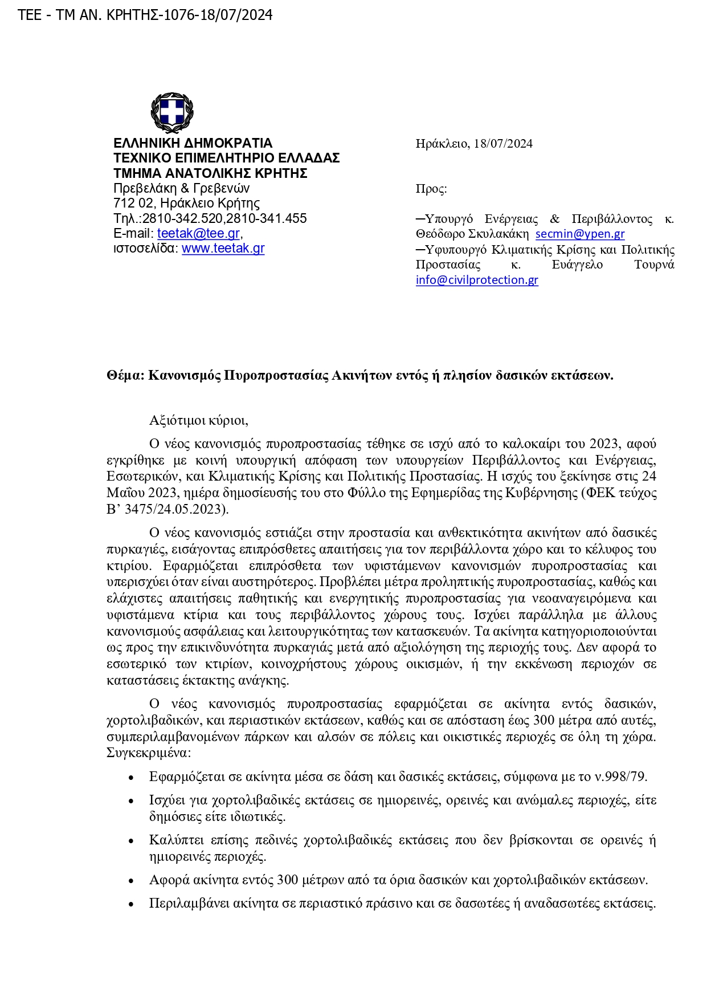 ΤΕΕ - ΤΜ ΑΝ. ΚΡΗΤΗΣ-1076-18/07/2024
ΕΛΛΗΝΙΚΗ ΔΗΜΟΚΡΑΤΙΑ
ΤΕΧΝΙΚΟ ΕΠΙΜΕΛΗΤΗΡΙΟ ΕΛΛΑΔΑΣ
ΤΜΗΜΑ ΑΝΑΤΟΛΙΚΗΣ ΚΡΗΤΗΣ
Πρεβελάκη & Γρεβενών
712 02, Ηράκλειο Κρήτης
Τηλ.:2810-342.520,2810-341.455
E-mail: teetak@tee.gr,
ιστοσελίδα: www.teetak.gr
Ηράκλειο, 18/07/2024
Προς:
─Υπουργό Ενέργειας & Περιβάλλοντος κ.
Θεόδωρο Σκυλακάκη secmin@ypen.gr
─Υφυπουργό Κλιματικής Κρίσης και Πολιτικής
Προστασίας κ. Ευάγγελο Τουρνά
info@civilprotection.gr
Θέμα: Κανονισμός Πυροπροστασίας Ακινήτων εντός ή πλησίον δασικών εκτάσεων.
Αξιότιμοι κύριοι,
Ο νέος κανονισμός πυροπροστασίας τέθηκε σε ισχύ από το καλοκαίρι του 2023, αφού
εγκρίθηκε με κοινή υπουργική απόφαση των υπουργείων Περιβάλλοντος και Ενέργειας,
Εσωτερικών, και Κλιματικής Κρίσης και Πολιτικής Προστασίας. Η ισχύς του ξεκίνησε στις 24
Μαΐου 2023, ημέρα δημοσίευσής του στο Φύλλο της Εφημερίδας της Κυβέρνησης (ΦΕΚ τεύχος
Β’ 3475/24.05.2023).
Ο νέος κανονισμός εστιάζει στην προστασία και ανθεκτικότητα ακινήτων από δασικές
πυρκαγιές, εισάγοντας επιπρόσθετες απαιτήσεις για τον περιβάλλοντα χώρο και το κέλυφος του
κτιρίου. Εφαρμόζεται επιπρόσθετα των υφιστάμενων κανονισμών πυροπροστασίας και
υπερισχύει όταν είναι αυστηρότερος. Προβλέπει μέτρα προληπτικής πυροπροστασίας, καθώς και
ελάχιστες απαιτήσεις παθητικής και ενεργητικής πυροπροστασίας για νεοαναγειρόμενα και
υφιστάμενα κτίρια και τους περιβάλλοντος χώρους τους. Ισχύει παράλληλα με άλλους
κανονισμούς ασφάλειας και λειτουργικότητας των κατασκευών. Τα ακίνητα κατηγοριοποιούνται
ως προς την επικινδυνότητα πυρκαγιάς μετά από αξιολόγηση της περιοχής τους. Δεν αφορά το
εσωτερικό των κτιρίων, κοινοχρήστους χώρους οικισμών, ή την εκκένωση περιοχών σε
καταστάσεις έκτακτης ανάγκης.
Ο νέος κανονισμός πυροπροστασίας εφαρμόζεται σε ακίνητα εντός δασικών,
χορτολιβαδικών, και περιαστικών εκτάσεων, καθώς και σε απόσταση έως 300 μέτρα από αυτές,
συμπεριλαμβανομένων πάρκων και αλσών σε πόλεις και οικιστικές περιοχές σε όλη τη χώρα.
Συγκεκριμένα:
• Εφαρμόζεται σε ακίνητα μέσα σε δάση και δασικές εκτάσεις, σύμφωνα με το ν.998/79.
• Ισχύει για χορτολιβαδικές εκτάσεις σε ημιορεινές, ορεινές και ανώμαλες περιοχές, είτε
δημόσιες είτε ιδιωτικές.
• Καλύπτει επίσης πεδινές χορτολιβαδικές εκτάσεις που δεν βρίσκονται σε ορεινές ή
ημιορεινές περιοχές.
• Αφορά ακίνητα εντός 300 μέτρων από τα όρια δασικών και χορτολιβαδικών εκτάσεων.
• Περιλαμβάνει ακίνητα σε περιαστικό πράσινο και σε δασωτέες ή αναδασωτέες εκτάσεις.